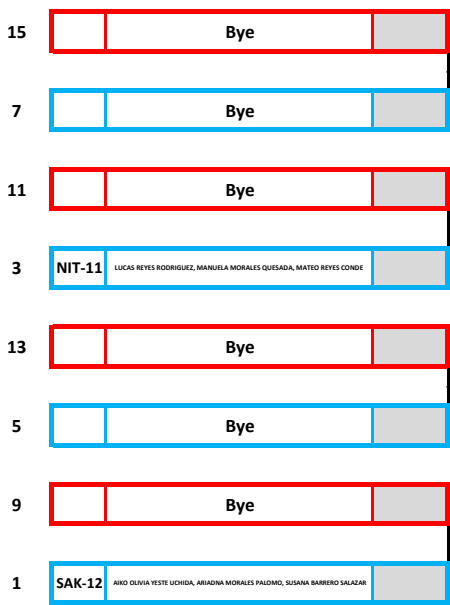 15 Bye
7 Bye
11 Bye
3 NIT-11 LUCAS REYES RODRIGUEZ, MANUELA MORALES QUESADA, MATEO REYES CONDE
13 Bye
5 Bye
9 Bye
1 SAK-12 AIKO OLIVIA YESTE UCHIDA, ARIADNA MORALES PALOMO, SUSANA BARRERO SALAZAR